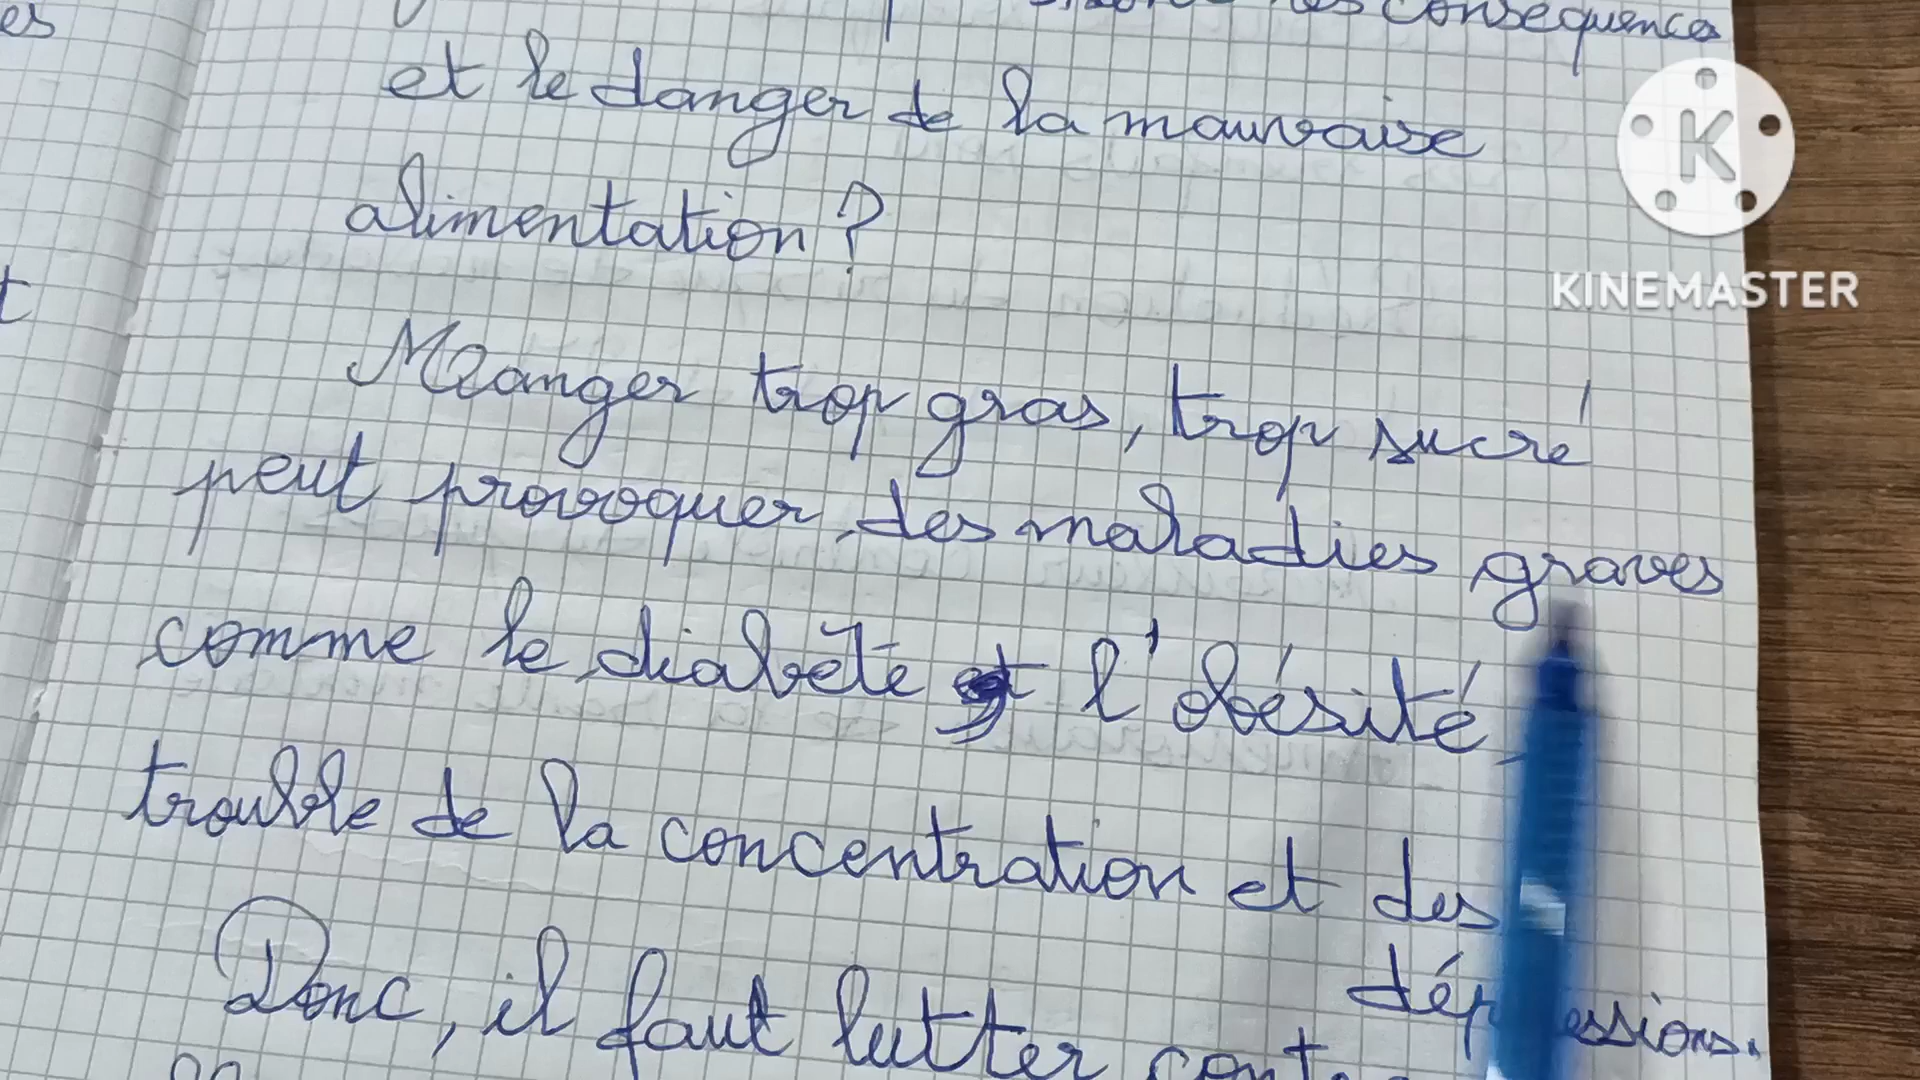 es
conséquences
et le danger de la mauvaise
alimentation ?
t
Manger trop gras, trop sucré
peut provoquer des maladies graves
comme le diabète et l'obésité,
trouble de la concentration et des
dépressions.
Donc, il faut lutter
K
KINEMASTER